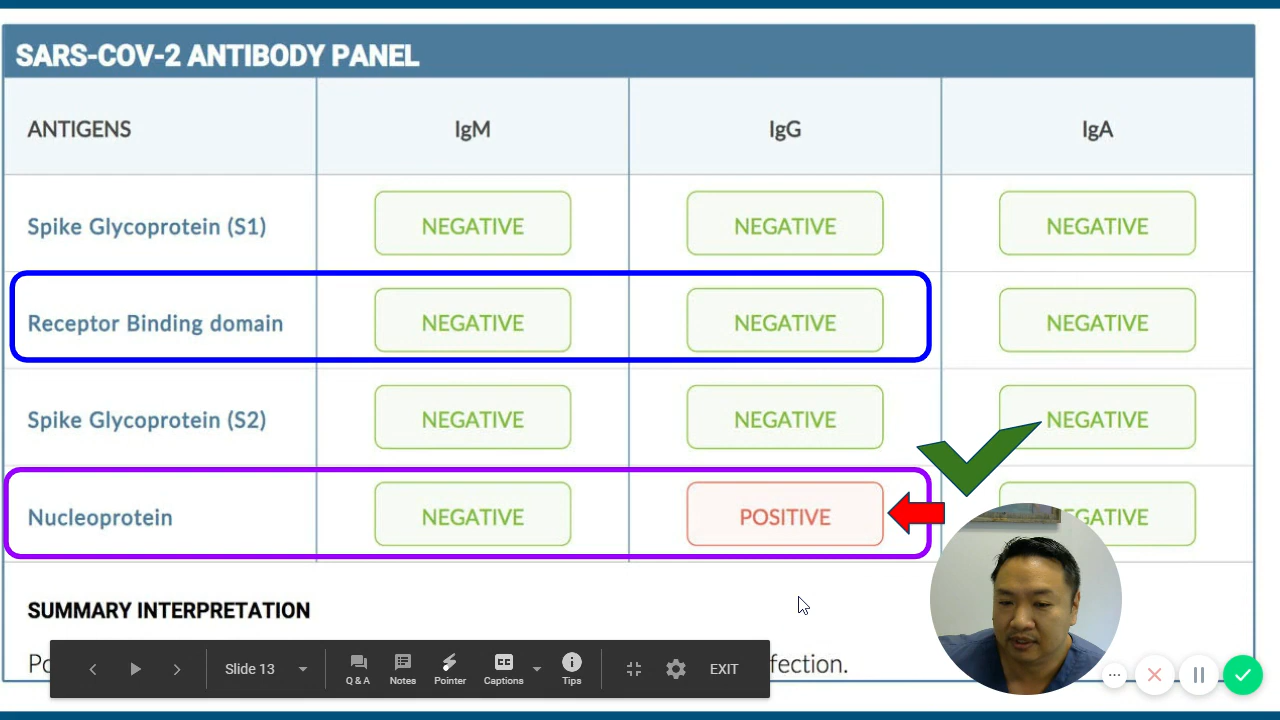 SARS-COV-2 ANTIBODY PANEL
ANTIGENS IgM IgG IgA
Spike Glycoprotein (S1) NEGATIVE NEGATIVE NEGATIVE
Receptor Binding domain NEGATIVE NEGATIVE NEGATIVE
Spike Glycoprotein (S2) NEGATIVE NEGATIVE NEGATIVE
Nucleoprotein NEGATIVE POSITIVE
SUMMARY INTERPRETATION
Slide 13
Q & A Notes Pointer Captions Tips
CC
EXIT